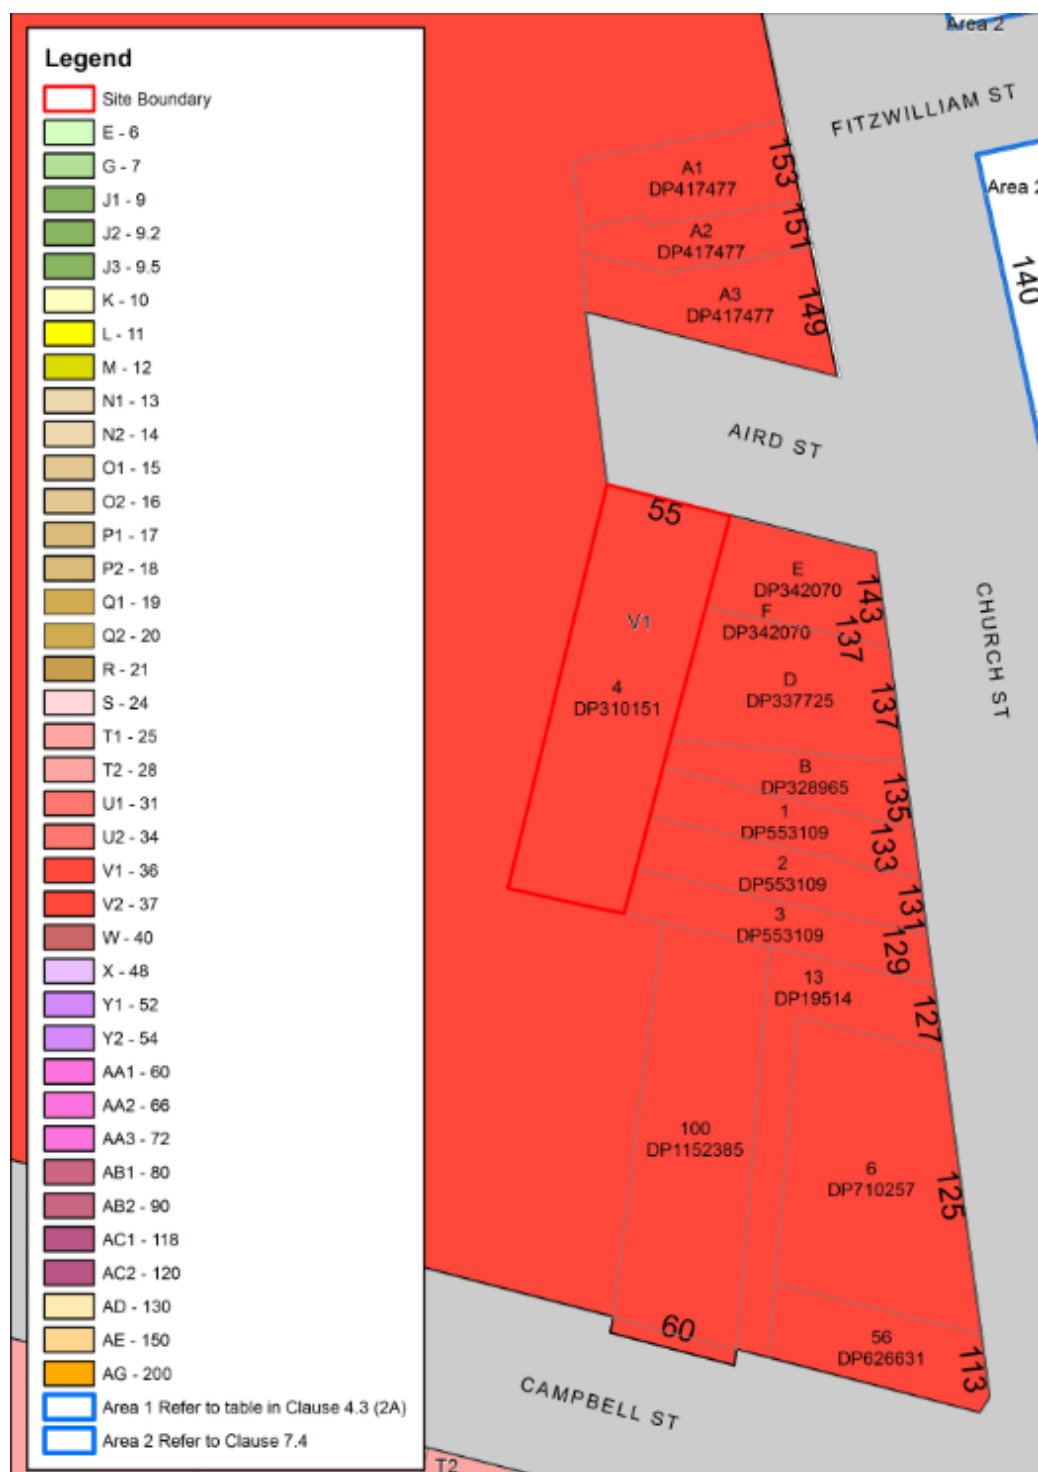 Legend
Site Boundary
E - 6
G - 7
J1 - 9
J2 - 9.2
J3 - 9.5
K - 10
L - 11
M - 12
N1 - 13
N2 - 14
O1 - 15
O2 - 16
P1 - 17
P2 - 18
Q1 - 19
Q2 - 20
R - 21
S - 24
T1 - 25
T2 - 28
U1 - 31
U2 - 34
V1 - 36
V2 - 37
W - 40
X - 48
Y1 - 52
Y2 - 54
AA1 - 60
AA2 - 66
AA3 - 72
AB1 - 80
AB2 - 90
AC1 - 118
AC2 - 120
AD - 130
AE - 150
AG - 200
Area 1 Refer to table in Clause 4.3 (2A)
Area 2 Refer to Clause 7.4
Area 2
FITZWILLIAM ST
Area 2
140
A1
DP417477
153
A2
DP417477
151
A3
DP417477
149
AIRD ST
CHURCH ST
55
V1
4
DP310151
E
DP342070
143
F
DP342070
137
D
DP337725
137
B
DP328965
135
1
DP553109
133
2
DP553109
131
3
DP553109
129
13
DP19514
127
100
DP1152385
6
DP710257
125
60
56
DP626631
113
CAMPBELL ST
T2